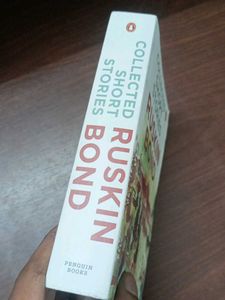 COLLECTED
SHORT
STORIES
RUSKIN
BOND
PENGUIN
BOOKS